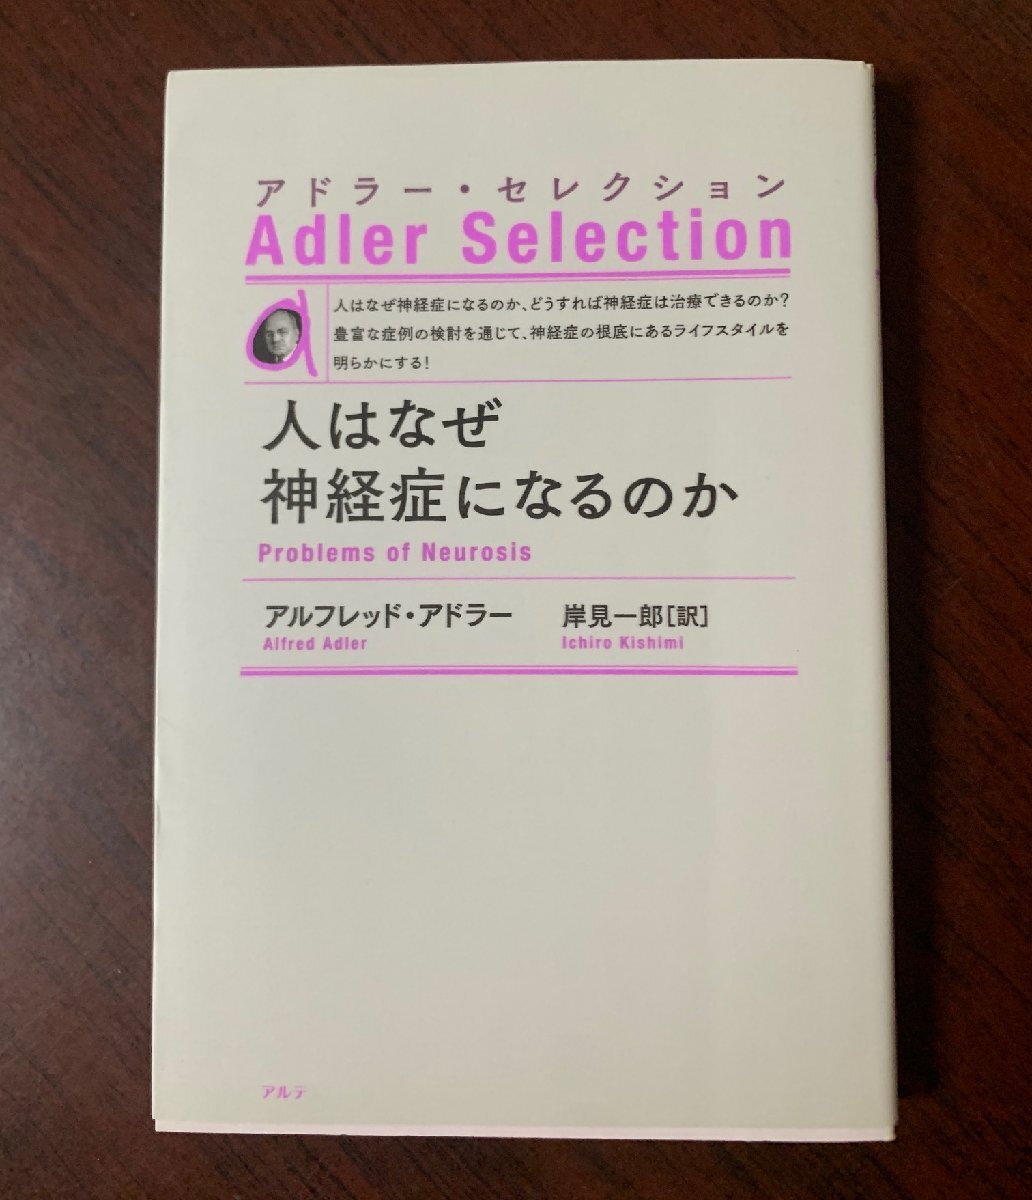 アドラー・セレクション
Adler Selection
人はなぜ神経症になるのか、どうすれば神経症は治療できるのか?
豊富な症例の検討を通じて、神経症の根底にあるライフスタイルを
明らかにする!
人はなぜ
神経症になるのか
Problems of Neurosis
アルフレッド・アドラー 岸見一郎[訳]
Alfred Adler Ichiro Kishimi
アルテ